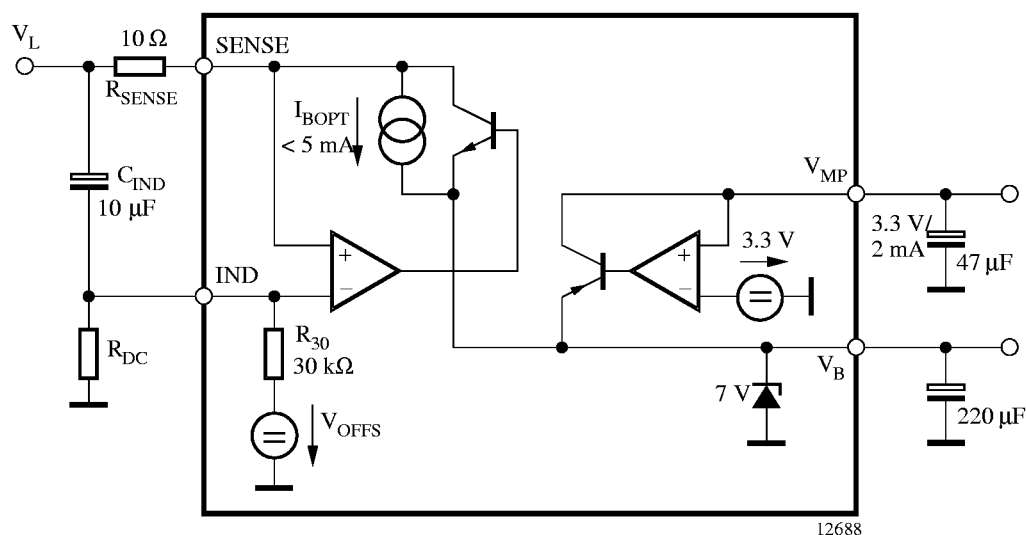 V_L
10 Ω
R_SENSE
SENSE
I_BOPT
< 5 mA
C_IND
10 µF
V_MP
3.3 V/
2 mA
47 µF
3.3 V
+
−
+
−
=
IND
R_DC
R_30
30 kΩ
V_OFFS
=
7 V
V_B
220 µF
12688